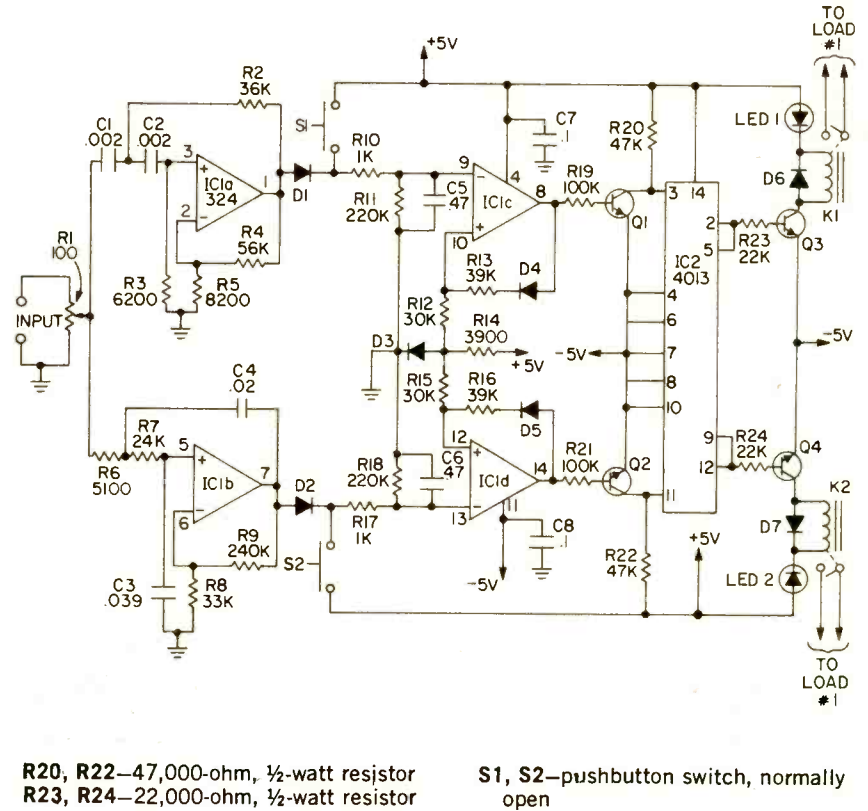 TO
LOAD
#1
+5V
R2
36K
S1
C1
.002
C2
.002
3
2
1
IC1a
324
D1
R10
1K
R11
220K
C5
.47
9
10
4
8
IC1c
C7
.1
R19
100K
R20
47K
Q1
LED 1
D6
K1
3
14
2
5
R23
22K
Q3
R1
100
INPUT
R3
6200
R5
8200
R4
56K
R13
39K
D4
R12
30K
D3
R14
3900
+5V
R15
30K
R16
39K
D5
-5V
IC2
4013
4
6
7
8
10
9
12
11
-5V
C4
.02
R7
24K
R6
5100
5
6
7
IC1b
D2
R9
240K
R8
33K
C3
.039
S2
R17
1K
R18
220K
C6
.47
12
13
14
11
IC1d
C8
.1
-5V
R21
100K
Q2
R22
47K
+5V
R24
22K
Q4
D7
K2
LED 2
TO
LOAD
#1
R20, R22—47,000-ohm, ½-watt resistor
R23, R24—22,000-ohm, ½-watt resistor
S1, S2—pushbutton switch, normally
open